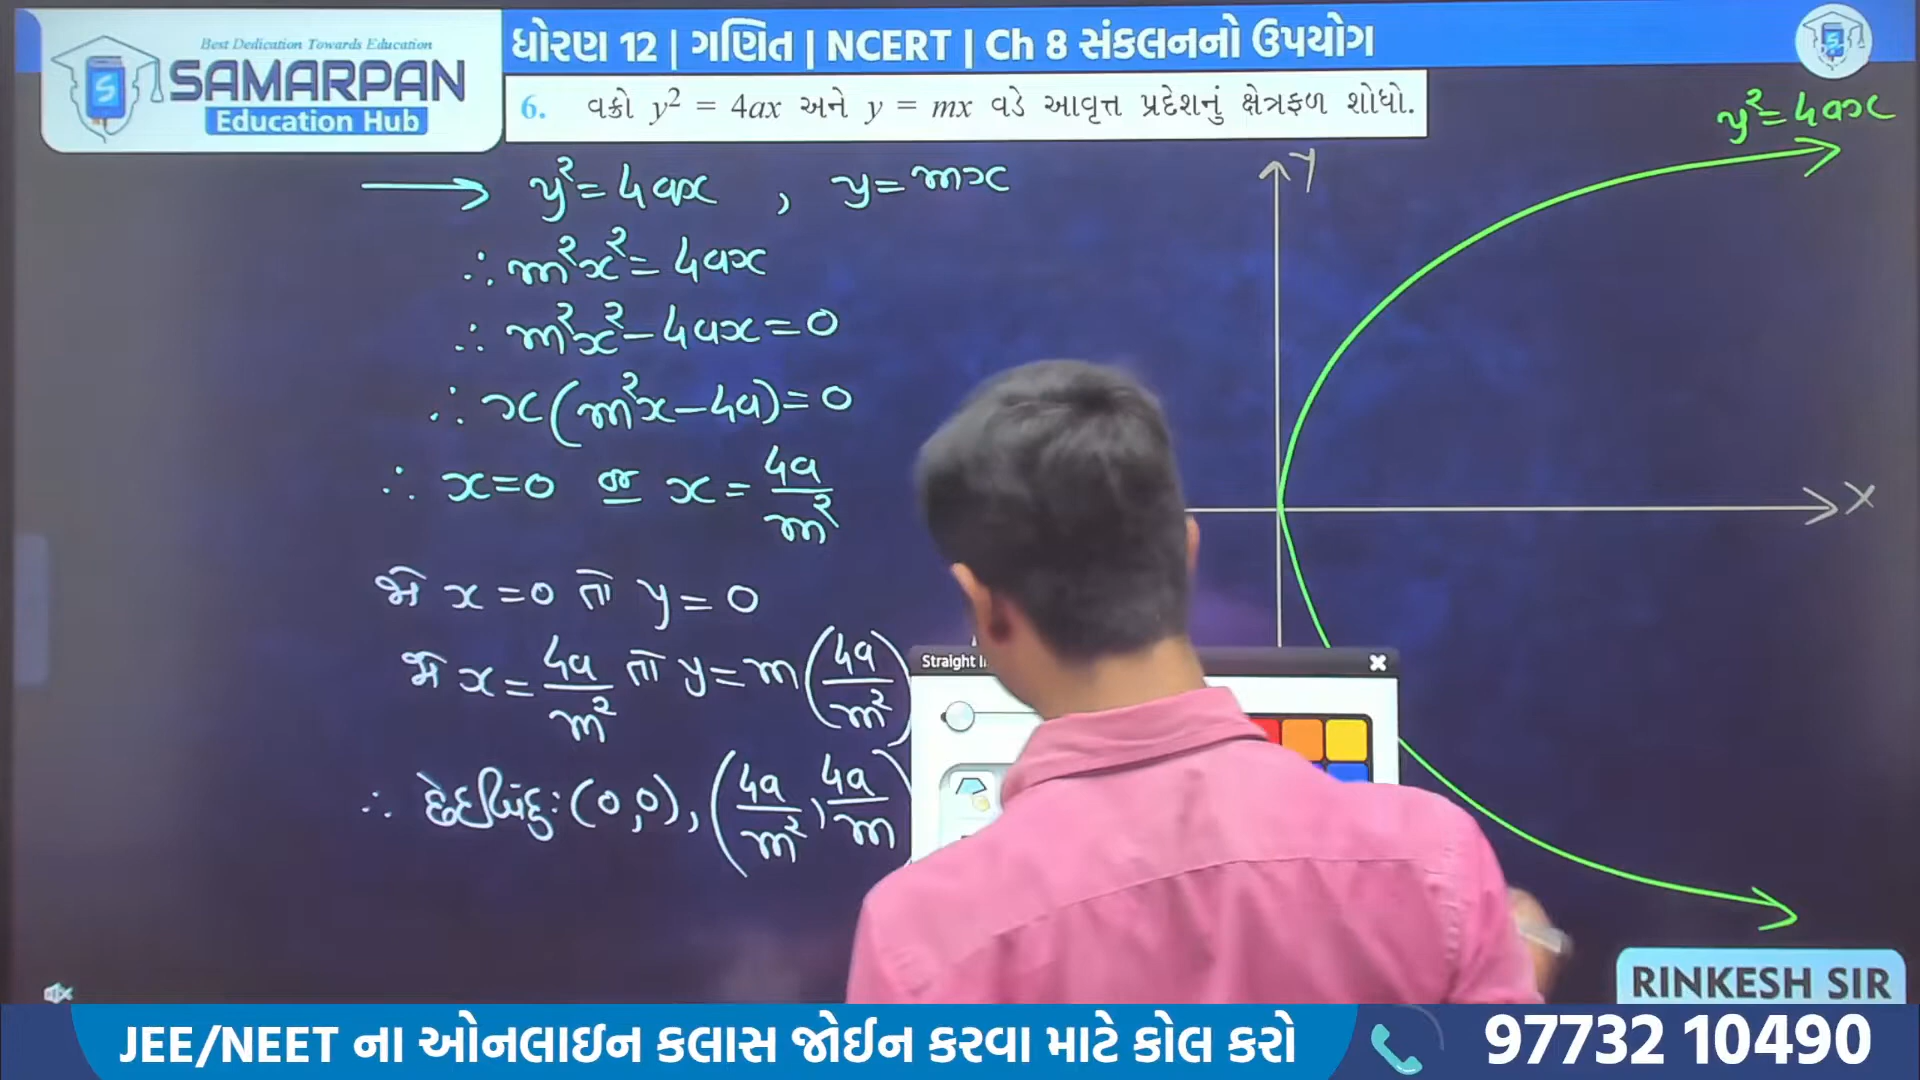 Best Dedication Towards Education
SAMARPAN
Education Hub
ધોરણ 12 | ગણિત | NCERT | Ch 8 સંકલનનો ઉપયોગ
6. વક્રો y² = 4ax અને y = mx વડે આવૃત્ત પ્રદેશનું ક્ષેત્રફળ શોધો.
y² = 4ax
Y
X
→ y² = 4ax , y = mx
∴ m²x² = 4ax
∴ m²x² − 4ax = 0
∴ x(m²x − 4a) = 0
∴ x = 0 or x = 4a/m²
જો x = 0 તો y = 0
જો x = 4a/m² તો y = m(4a/m²)
∴ છેદબિંદુ: (0,0), (4a/m², 4a/m)
Straight
RINKESH SIR
JEE/NEET ના ઓનલાઇન કલાસ જોઈન કરવા માટે કોલ કરો
97732 10490